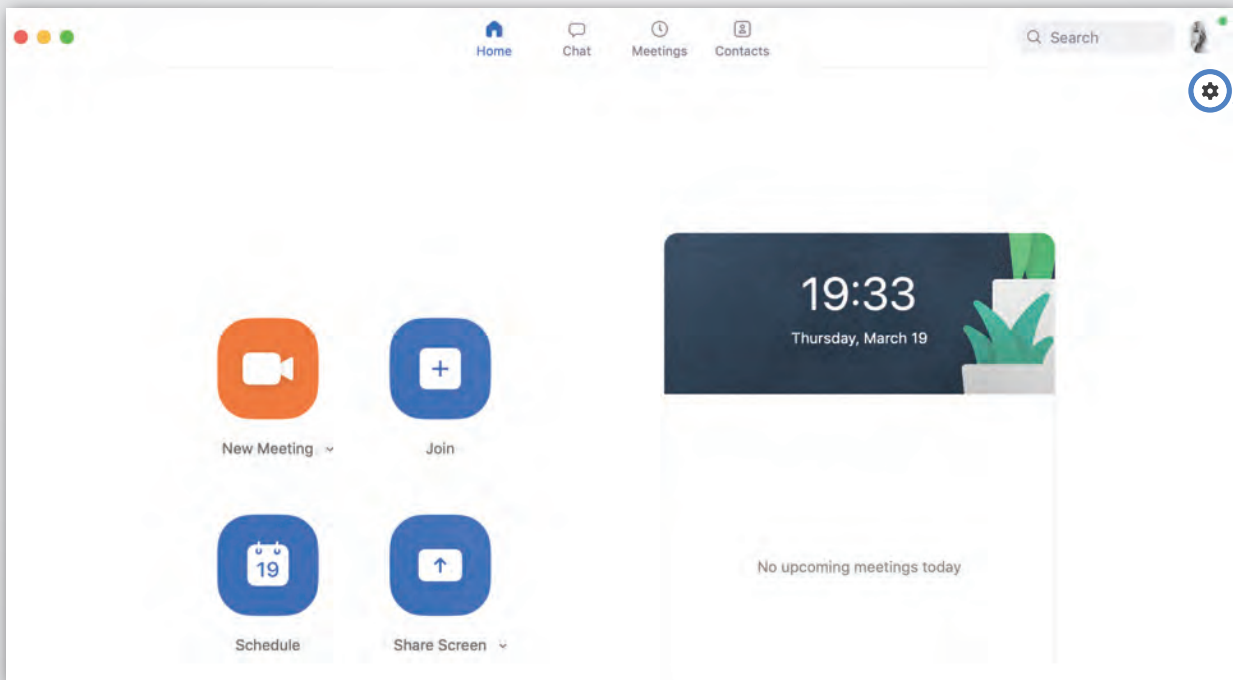 Home
Chat
Meetings
Contacts
Search
19:33
Thursday, March 19
New Meeting
Join
19
Schedule
Share Screen
No upcoming meetings today